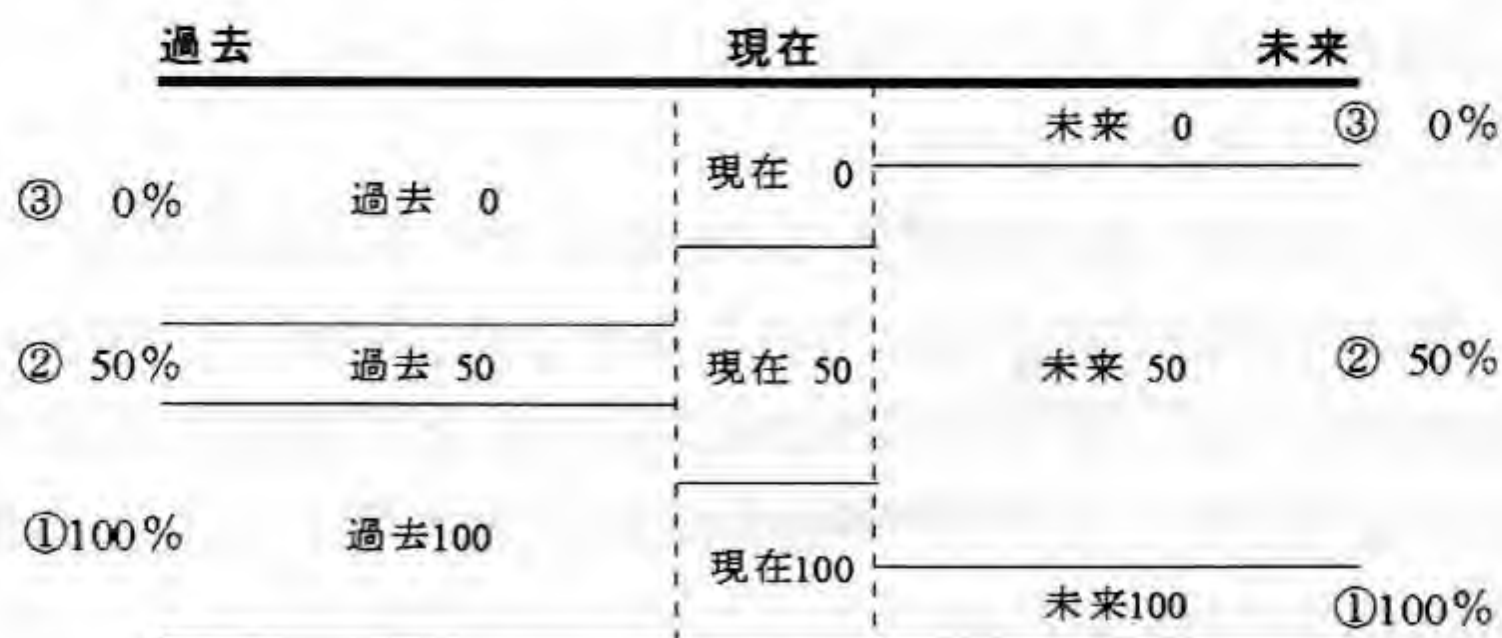 過去 現在 未来
未来 0 ③ 0%
現在 0
③ 0% 過去 0
② 50% 過去 50 現在 50 未来 50 ② 50%
①100% 過去100
現在100
未来100 ①100%